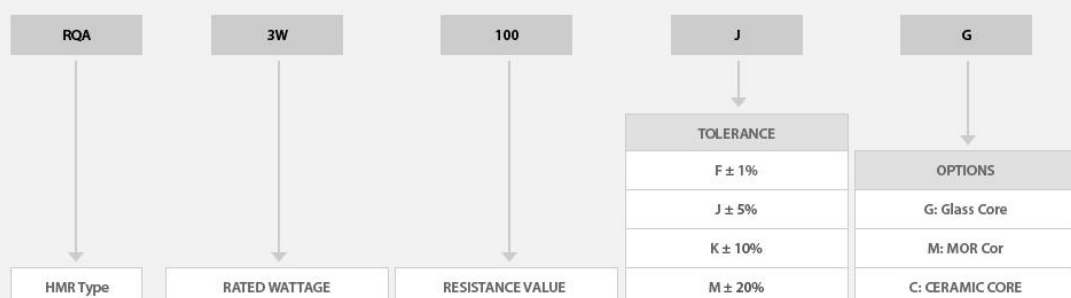 RQA 3W 100 J G
TOLERANCE
F ± 1% OPTIONS
J ± 5% G: Glass Core
K ± 10% M: MOR Cor
HMR Type RATED WATTAGE RESISTANCE VALUE M ± 20% C: CERAMIC CORE